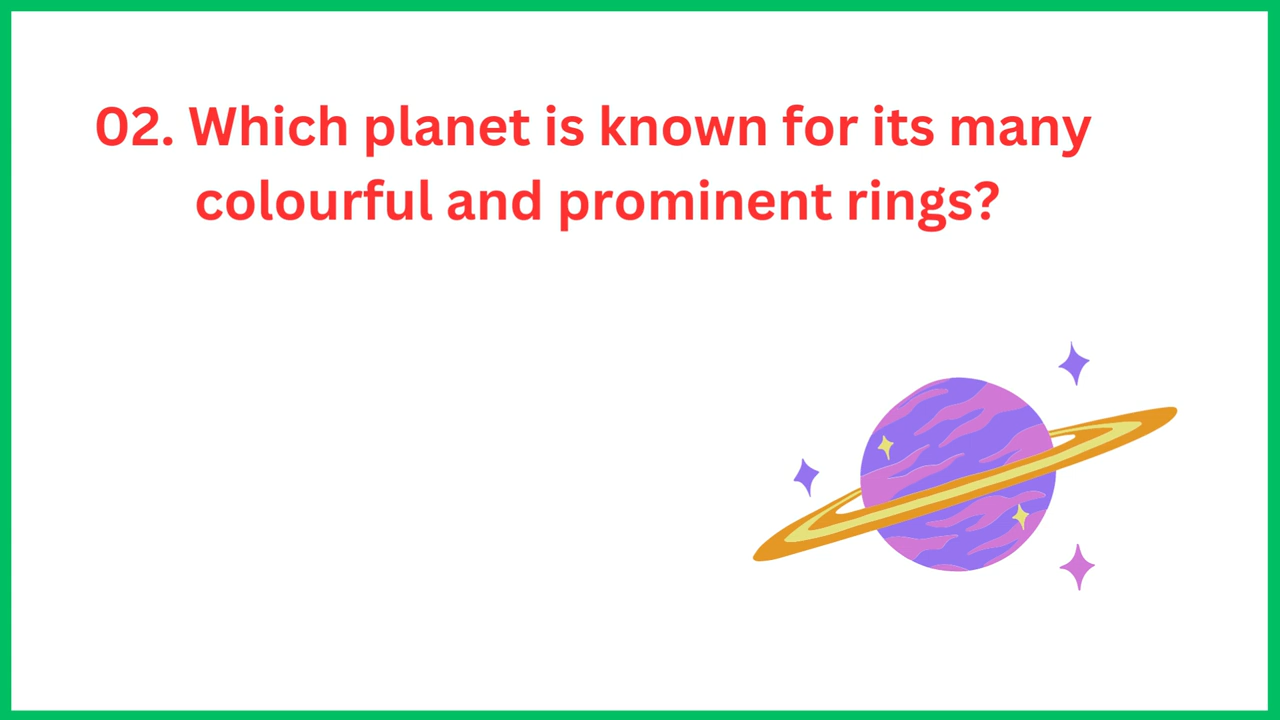 02. Which planet is known for its many
colourful and prominent rings?